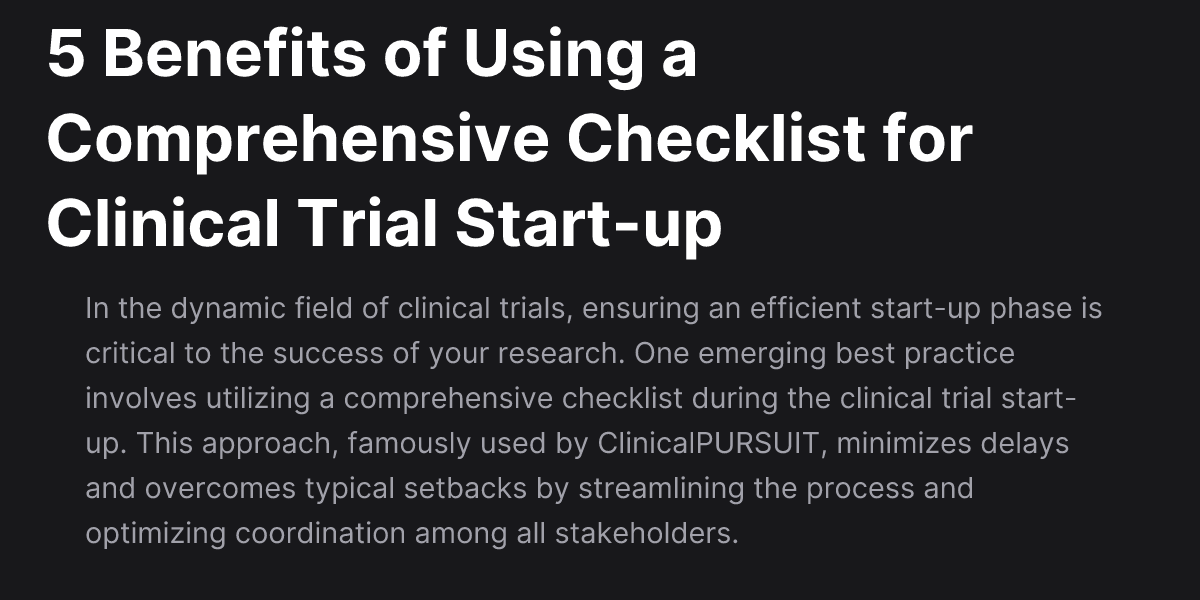 5 Benefits of Using a
Comprehensive Checklist for
Clinical Trial Start-up
In the dynamic field of clinical trials, ensuring an efficient start-up phase is
critical to the success of your research. One emerging best practice
involves utilizing a comprehensive checklist during the clinical trial start-
up. This approach, famously used by ClinicalPURSUIT, minimizes delays
and overcomes typical setbacks by streamlining the process and
optimizing coordination among all stakeholders.